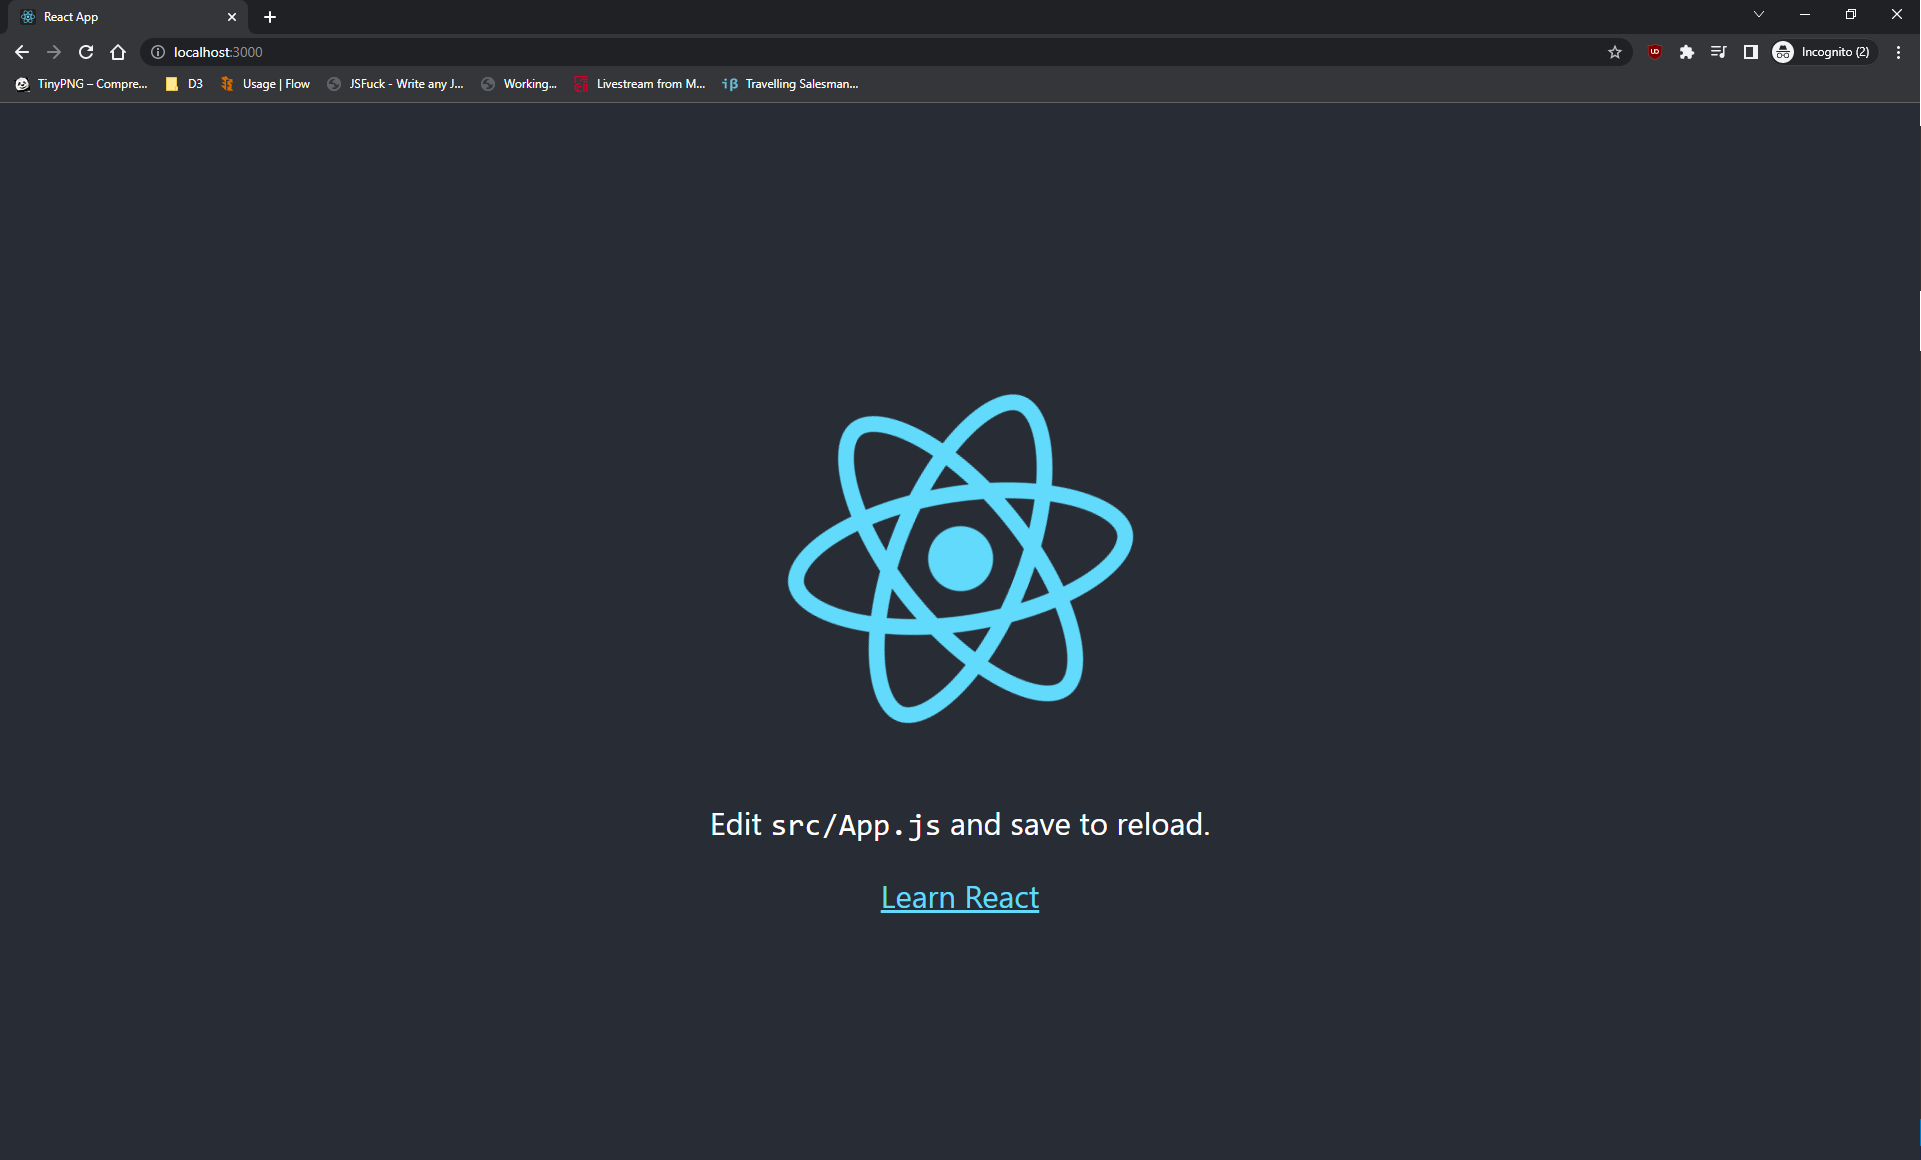 React App
localhost:3000
Incognito (2)
TinyPNG – Compre... D3 Usage | Flow JSFuck - Write any J... Working... Livestream from M... iβ Travelling Salesman...
Edit src/App.js and save to reload.
Learn React